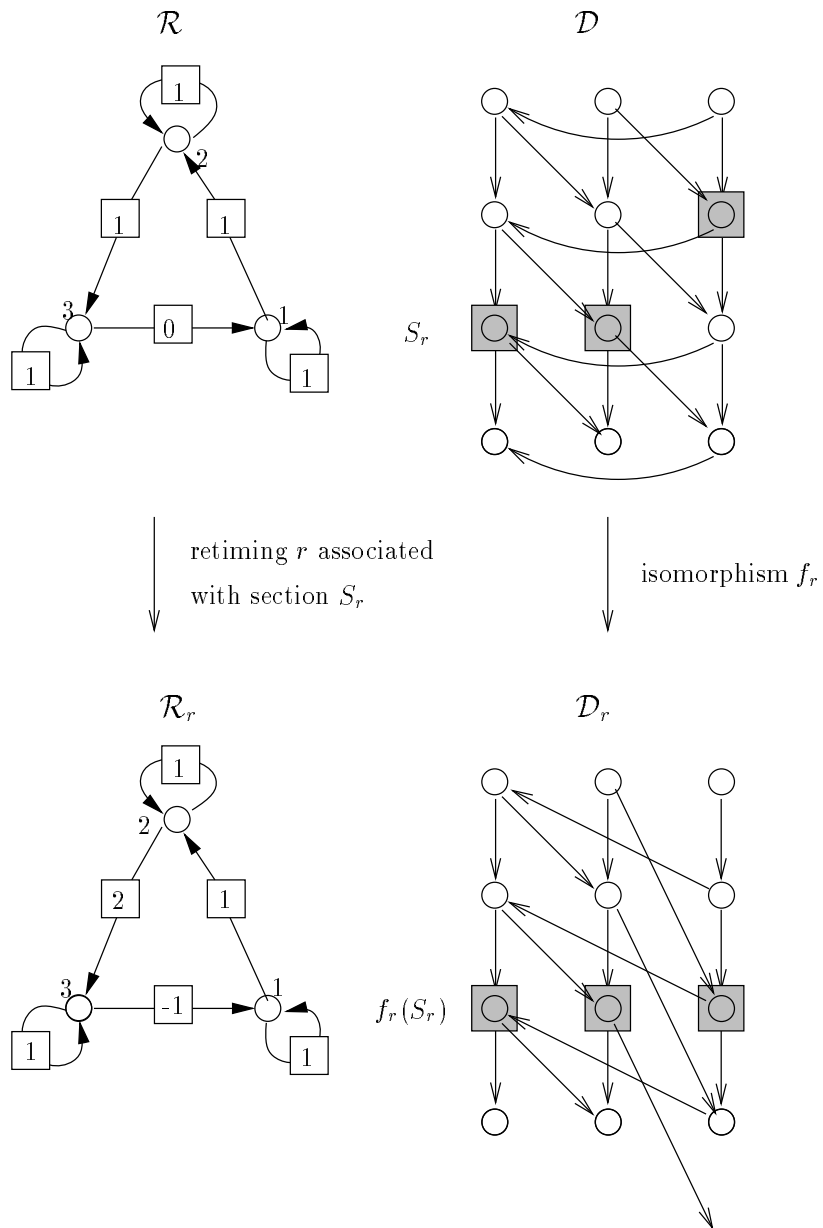 R D
1
2
1 1
3 0 1
1 1
S_r
retiming r associated
with section S_r
isomorphism f_r
R_r D_r
1
2
2 1
3 -1 1
1 1
f_r(S_r)